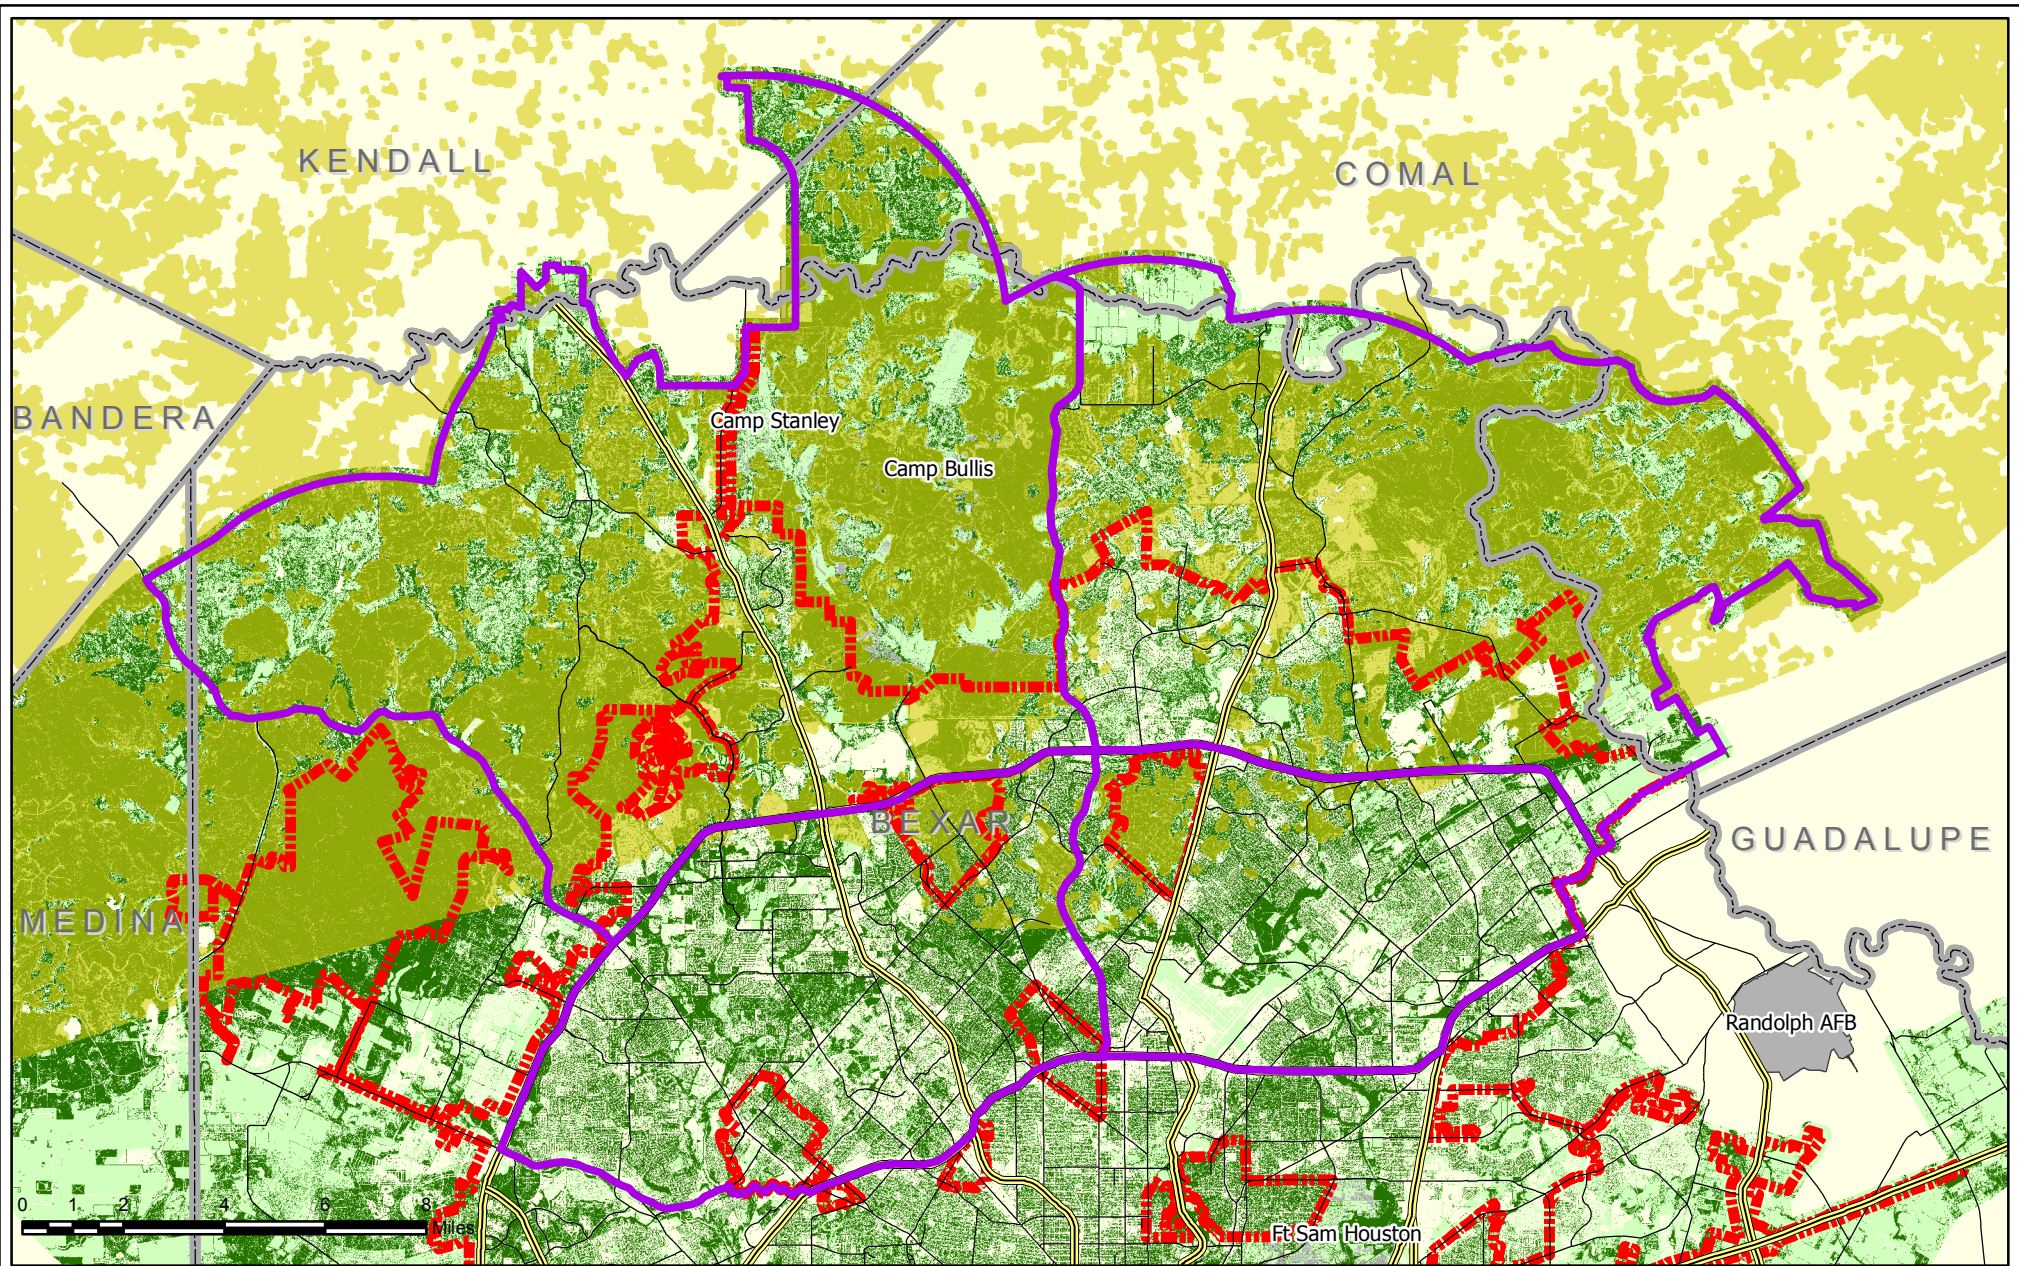 KENDALL
COMAL
BANDERA
Camp Stanley
Camp Bullis
BEXAR
GUADALUPE
MEDINA
Randolph AFB
0 1 2 4 6 8
Miles
Ft Sam Houston